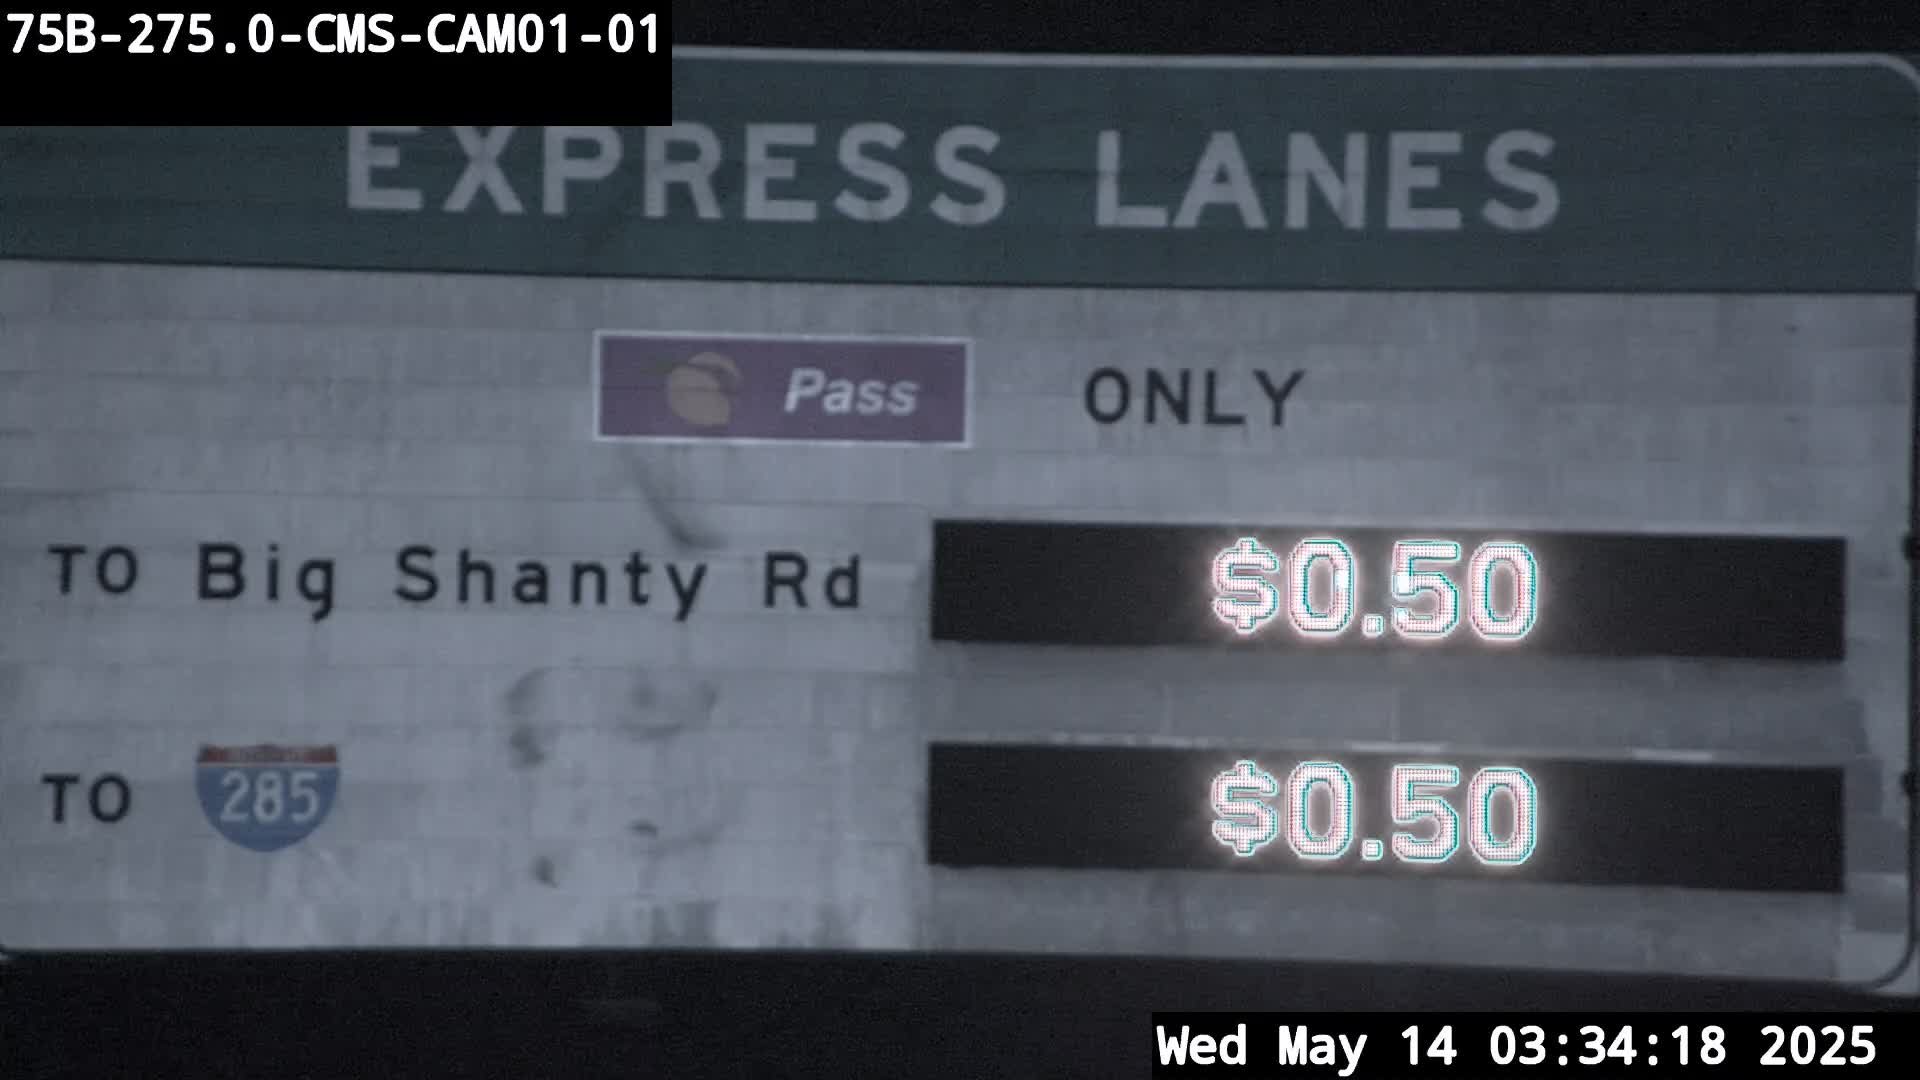 75B-275.0-CMS-CAM01-01
EXPRESS LANES
Pass ONLY
TO Big Shanty Rd $0.50
TO 285 $0.50
Wed May 14 03:34:18 2025